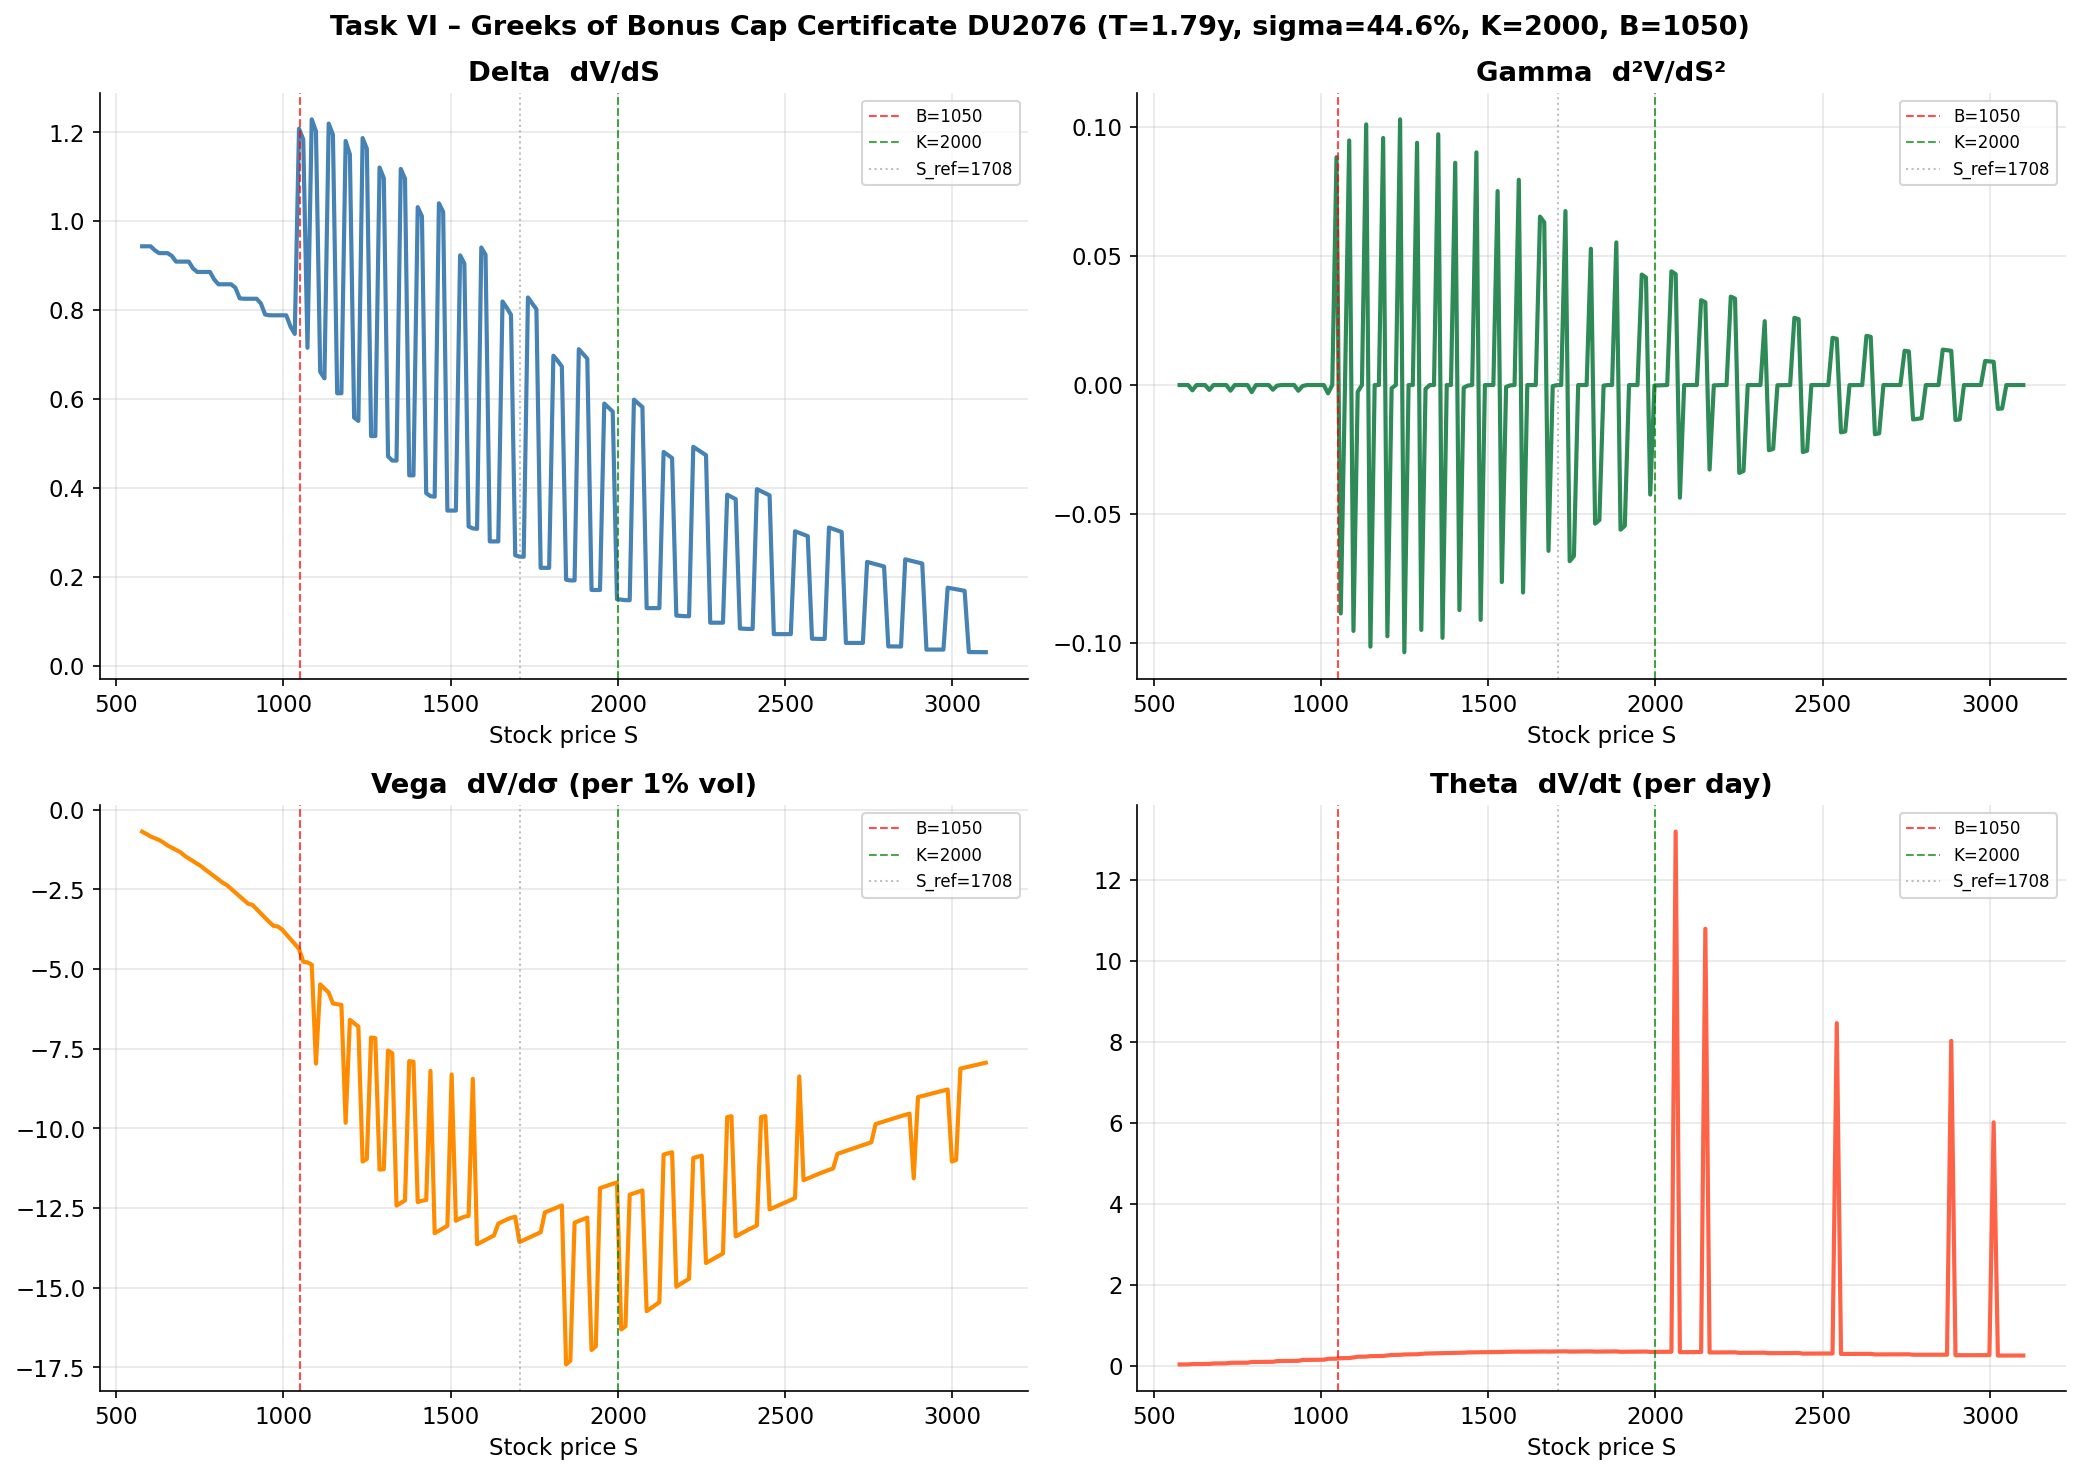 Task VI – Greeks of Bonus Cap Certificate DU2076 (T=1.79y, sigma=44.6%, K=2000, B=1050)
Delta  dV/dS
1.2
1.0
0.8
0.6
0.4
0.2
0.0
500 1000 1500 2000 2500 3000
Stock price S
B=1050
K=2000
S_ref=1708
Gamma  d²V/dS²
0.10
0.05
0.00
−0.05
−0.10
500 1000 1500 2000 2500 3000
Stock price S
B=1050
K=2000
S_ref=1708
Vega  dV/dσ (per 1% vol)
0.0
−2.5
−5.0
−7.5
−10.0
−12.5
−15.0
−17.5
500 1000 1500 2000 2500 3000
Stock price S
B=1050
K=2000
S_ref=1708
Theta  dV/dt (per day)
12
10
8
6
4
2
0
500 1000 1500 2000 2500 3000
Stock price S
B=1050
K=2000
S_ref=1708